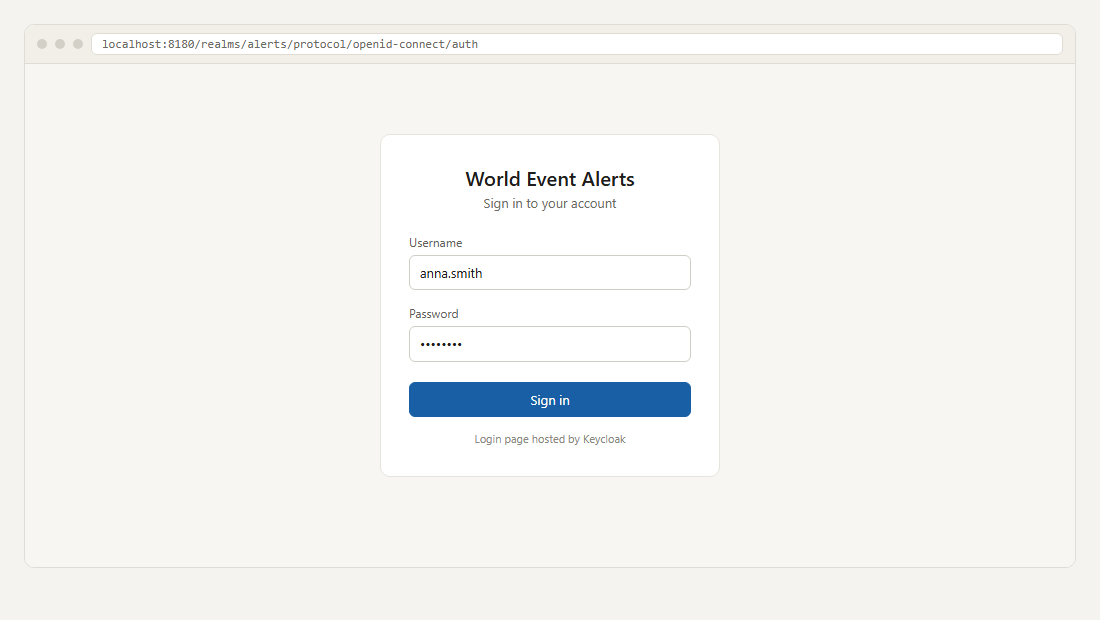 localhost:8180/realms/alerts/protocol/openid-connect/auth
World Event Alerts
Sign in to your account
Username
anna.smith
Password
••••••••
Sign in
Login page hosted by Keycloak